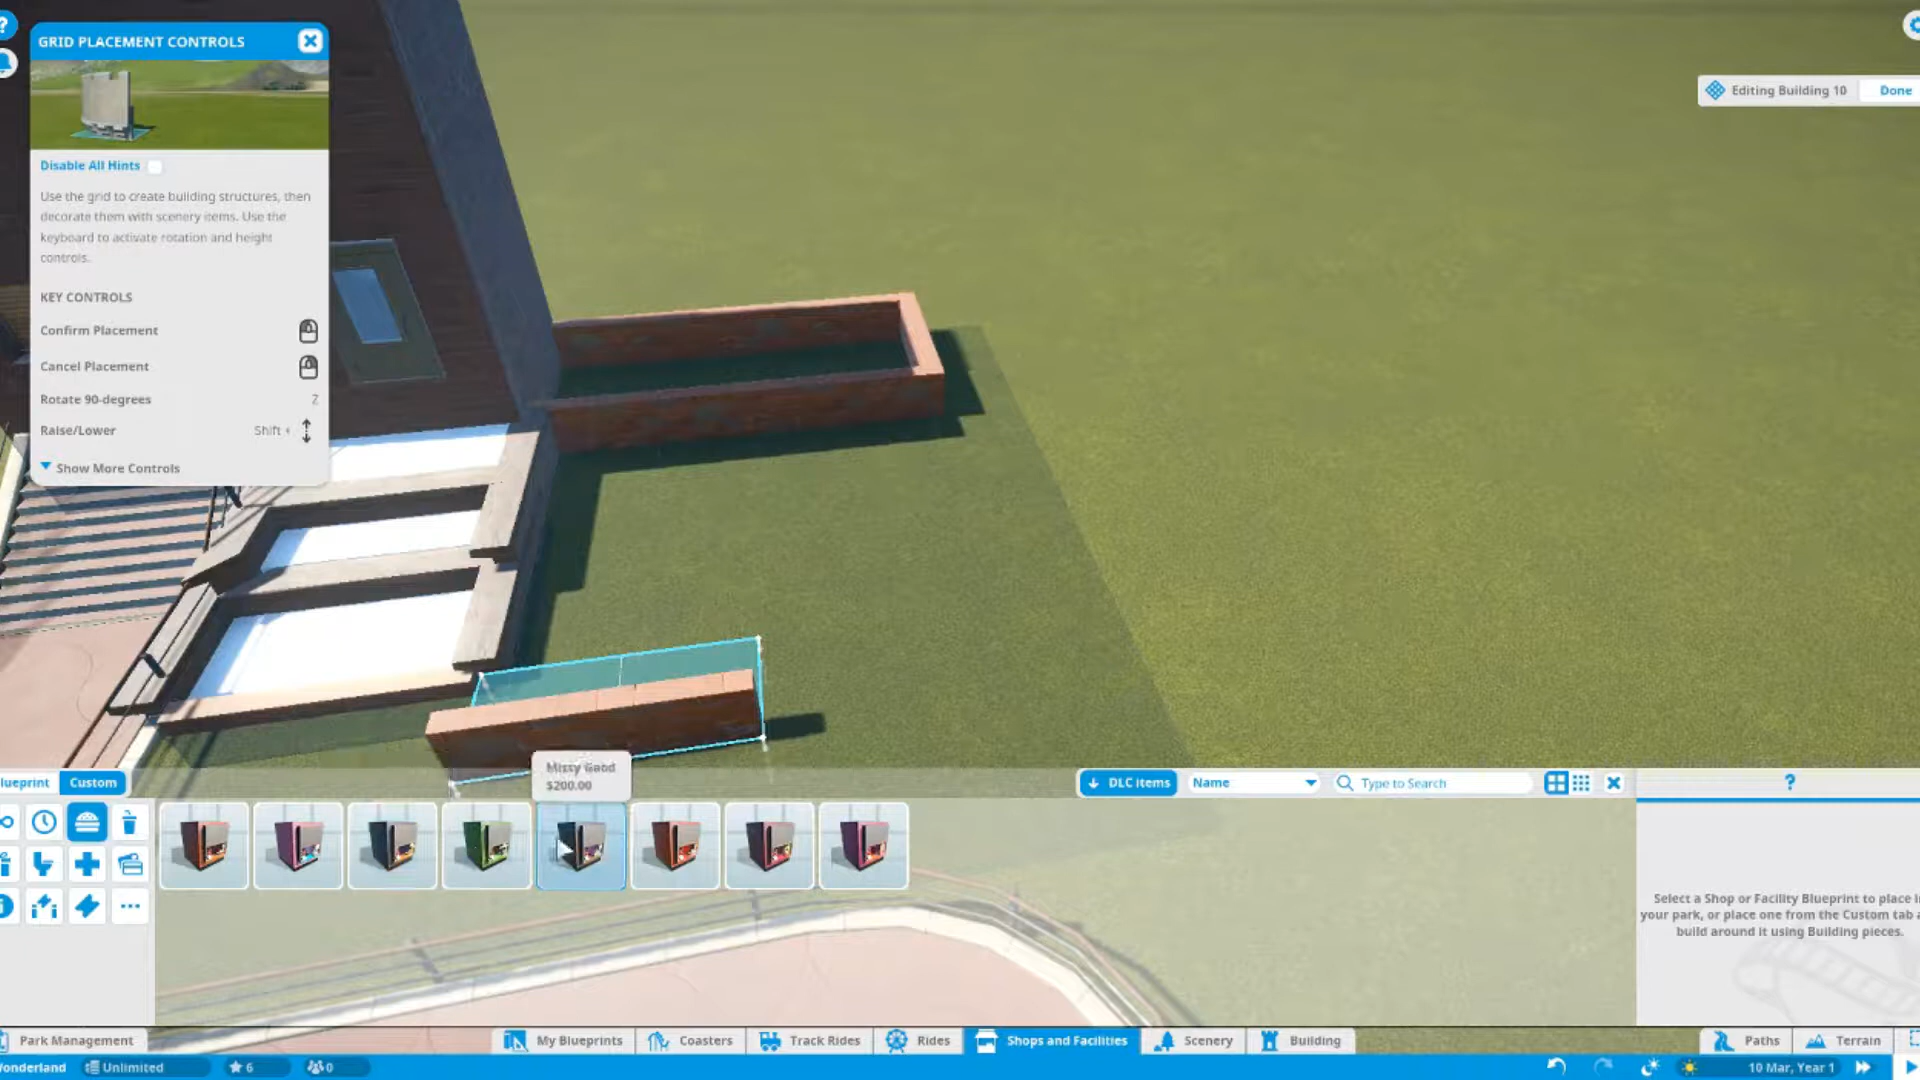 ?
GRID PLACEMENT CONTROLS
Editing Building 10
Done
Disable All Hints
Use the grid to create building structures, then
decorate them with scenery items. Use the
keyboard to activate rotation and height
controls.
KEY CONTROLS
Confirm Placement
Cancel Placement
Rotate 90-degrees Z
Raise/Lower Shift +
Show More Controls
Missy Good
$200.00
lueprint
Custom
DLC items
Name
Type to Search
?
Select a Shop or Facility Blueprint to place i
your park, or place one from the Custom tab a
build around it using Building pieces.
Park Management
My Blueprints
Coasters
Track Rides
Rides
Shops and Facilities
Scenery
Building
Paths
Terrain
Wonderland
Unlimited
6
0
10 Mar, Year 1